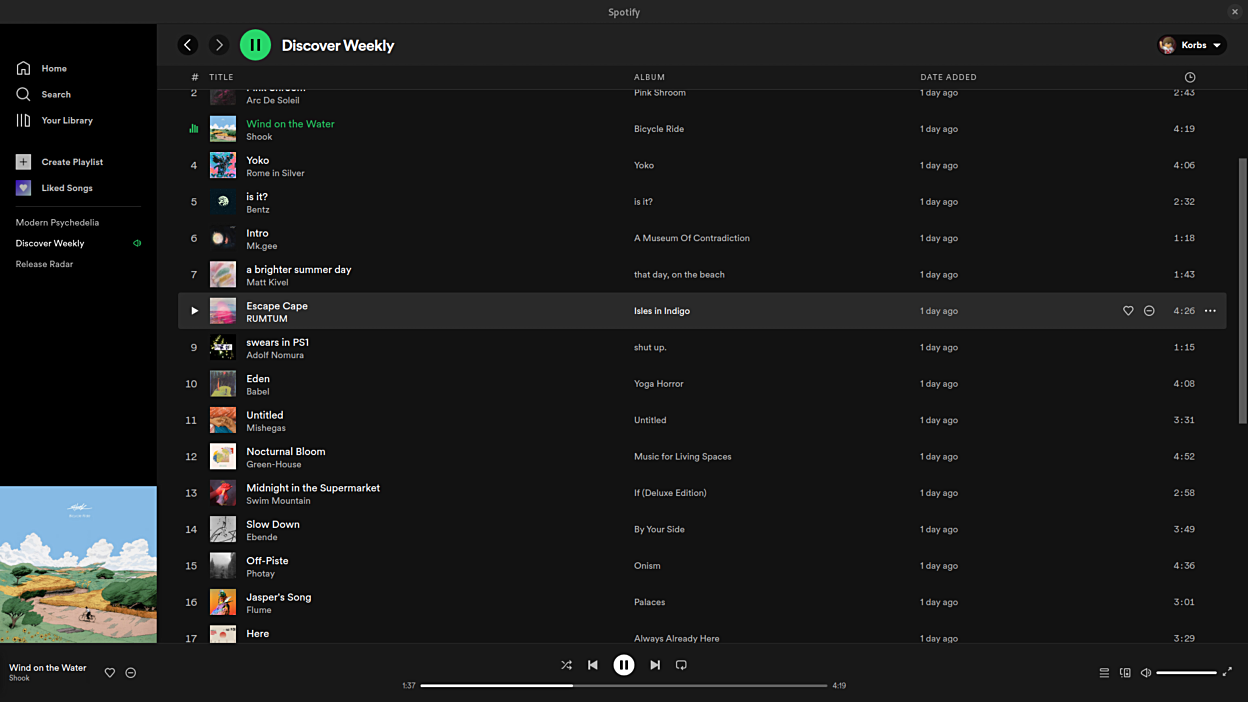 Spotify
Discover Weekly
Korbs
Home
Search
Your Library
Create Playlist
Liked Songs
Modern Psychedelia
Discover Weekly
Release Radar
# TITLE ALBUM DATE ADDED
2 Pink Shroom Pink Shroom 1 day ago 2:43
Arc De Soleil
Wind on the Water Bicycle Ride 1 day ago 4:19
Shook
4 Yoko Yoko 1 day ago 4:06
Rome in Silver
5 is it? is it? 1 day ago 2:32
Bentz
6 Intro A Museum Of Contradiction 1 day ago 1:18
Mk.gee
7 a brighter summer day that day, on the beach 1 day ago 1:43
Matt Kivel
Escape Cape Isles in Indigo 1 day ago 4:26
RUMTUM
9 swears in PS1 shut up. 1 day ago 1:15
Adolf Nomura
10 Eden Yoga Horror 1 day ago 4:08
Babel
11 Untitled Untitled 1 day ago 3:31
Mishegas
12 Nocturnal Bloom Music for Living Spaces 1 day ago 4:52
Green-House
13 Midnight in the Supermarket If (Deluxe Edition) 1 day ago 2:58
Swim Mountain
14 Slow Down By Your Side 1 day ago 3:49
Ebende
15 Off-Piste Onism 1 day ago 4:36
Photay
16 Jasper's Song Palaces 1 day ago 3:01
Flume
17 Here Always Already Here 1 day ago 3:29
Wind on the Water
Shook
1:37 4:19